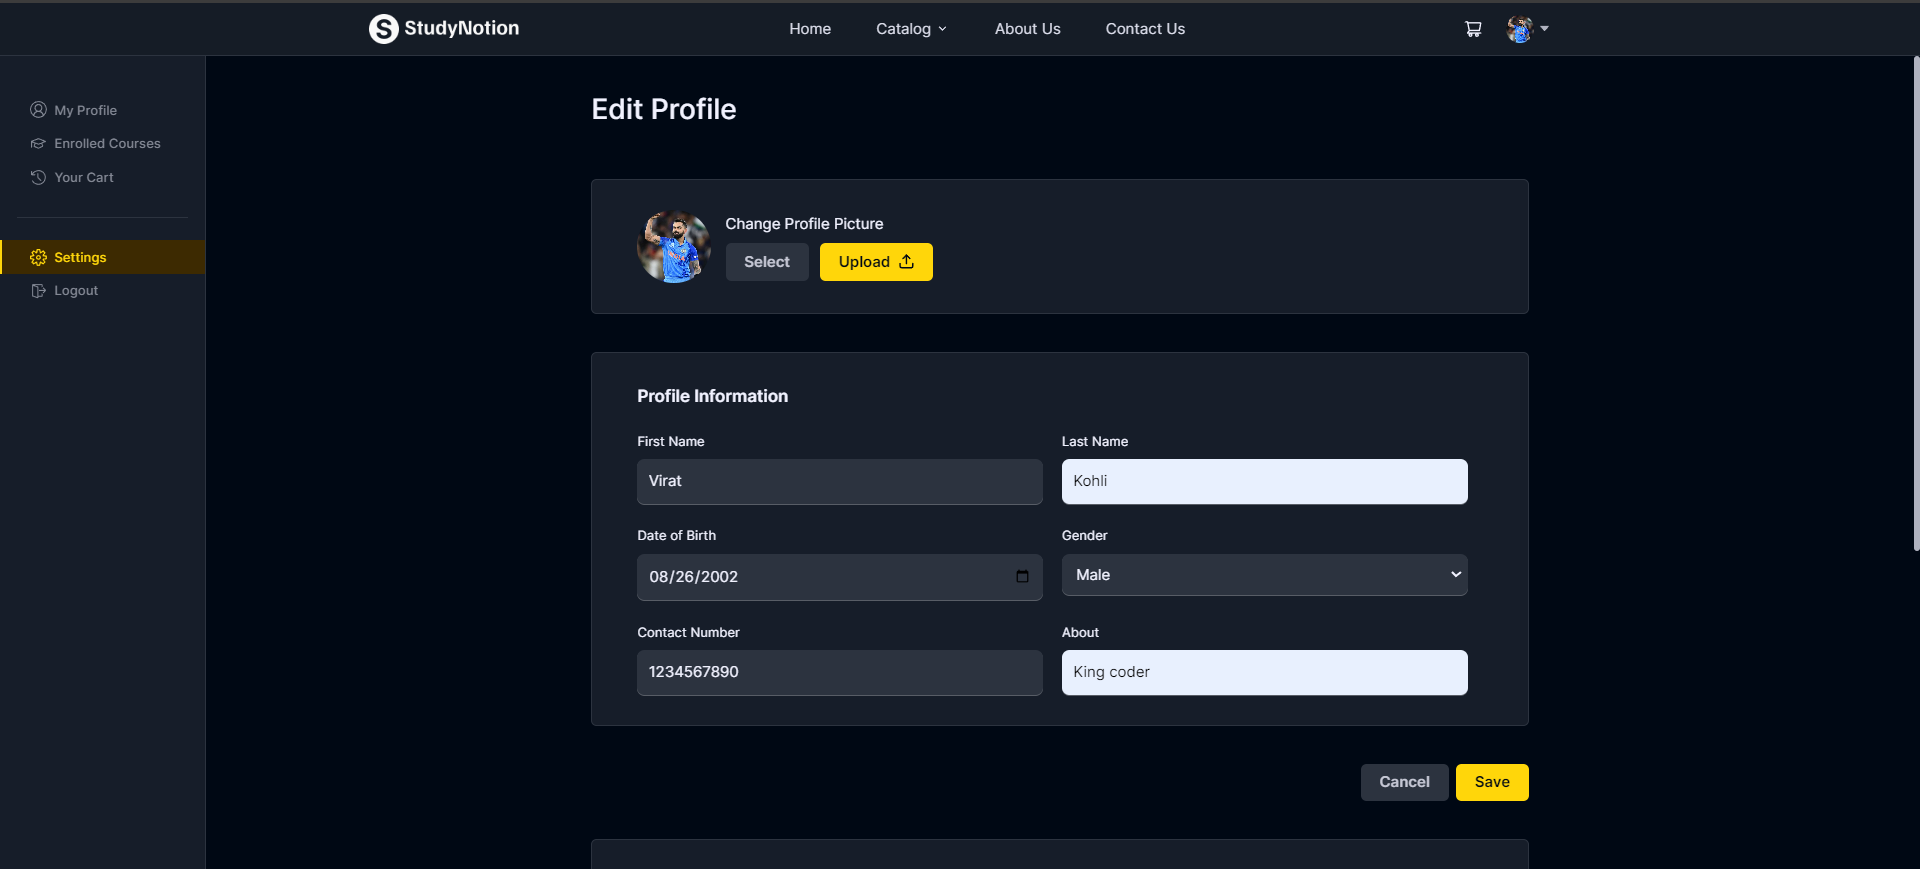 StudyNotion
Home Catalog About Us Contact Us
My Profile
Enrolled Courses
Your Cart
Settings
Logout
Edit Profile
Change Profile Picture
Select Upload
Profile Information
First Name Last Name
Virat Kohli
Date of Birth Gender
08/26/2002 Male
Contact Number About
1234567890 King coder
Cancel Save